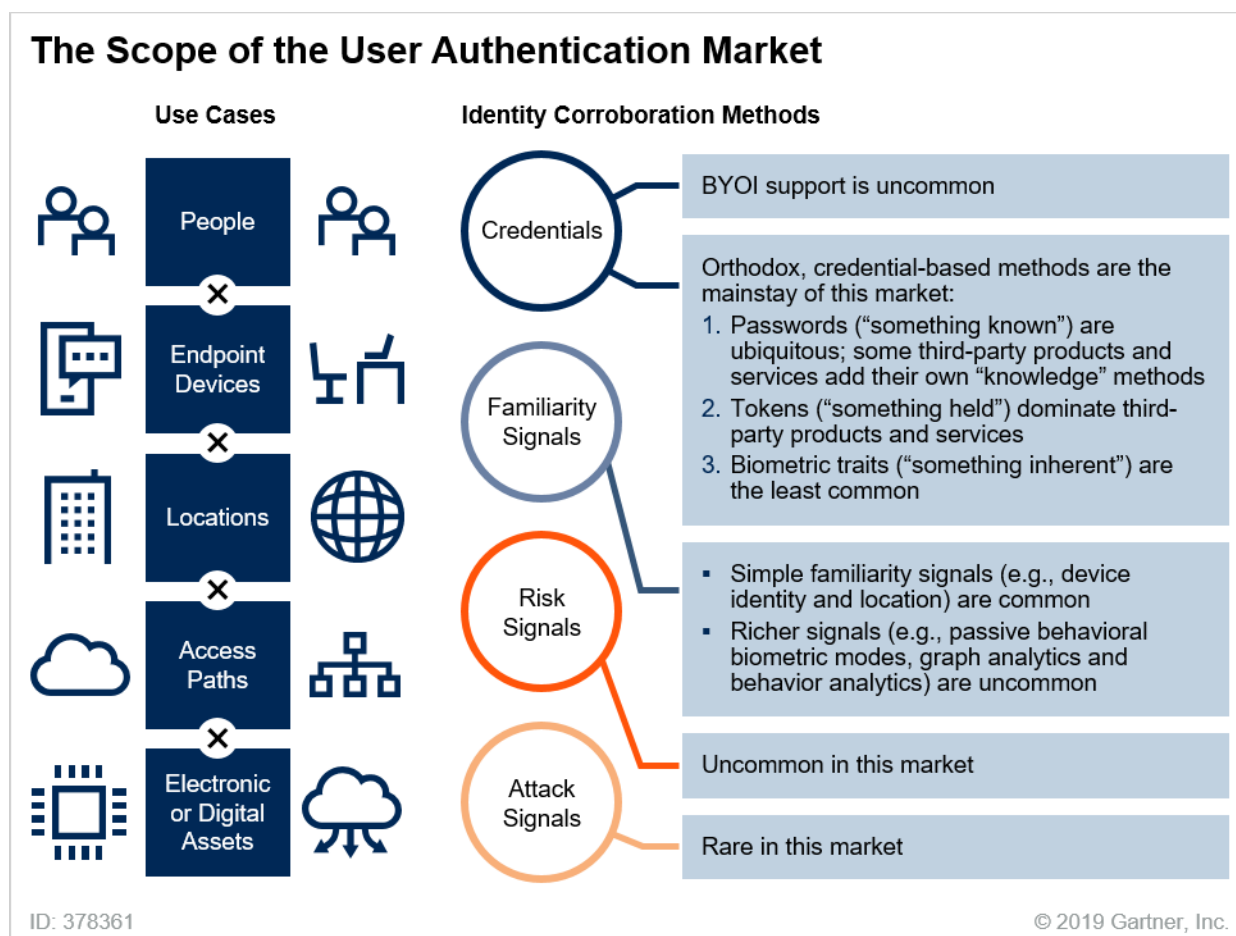 The Scope of the User Authentication Market
Use Cases
Identity Corroboration Methods
People
Endpoint
Devices
Locations
Access
Paths
Electronic
or Digital
Assets
Credentials
BYOI support is uncommon
Orthodox, credential-based methods are the
mainstay of this market:
1. Passwords (“something known”) are
ubiquitous; some third-party products and
services add their own “knowledge” methods
2. Tokens (“something held”) dominate third-
party products and services
3. Biometric traits (“something inherent”) are
the least common
Familiarity
Signals
▪ Simple familiarity signals (e.g., device
identity and location) are common
▪ Richer signals (e.g., passive behavioral
biometric modes, graph analytics and
behavior analytics) are uncommon
Risk
Signals
Uncommon in this market
Attack
Signals
Rare in this market
ID: 378361
© 2019 Gartner, Inc.